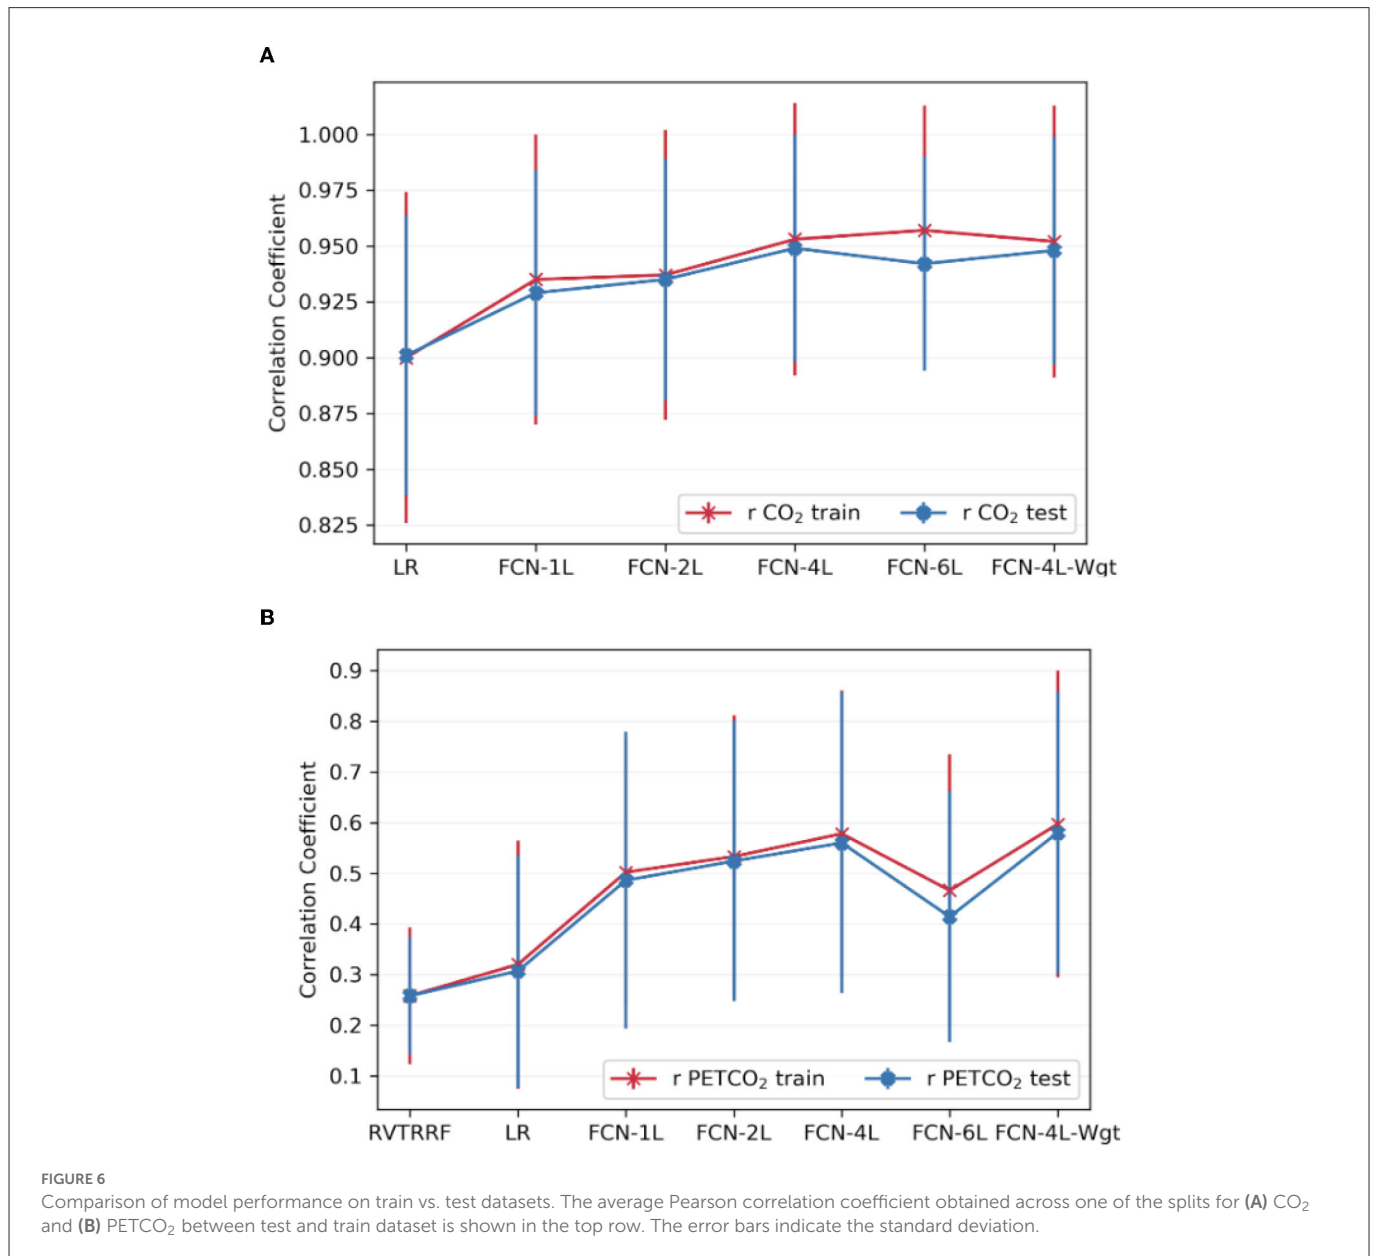 A
1.000
0.975
0.950
0.925
0.900
0.875
0.850
0.825
Correlation Coefficient
r CO₂ train
r CO₂ test
LR FCN-1L FCN-2L FCN-4L FCN-6L FCN-4L-Wgt
B
0.9
0.8
0.7
0.6
0.5
0.4
0.3
0.2
0.1
Correlation Coefficient
r PETCO₂ train
r PETCO₂ test
RVTRRF LR FCN-1L FCN-2L FCN-4L FCN-6L FCN-4L-Wgt
FIGURE 6
Comparison of model performance on train vs. test datasets. The average Pearson correlation coefficient obtained across one of the splits for (A) CO₂
and (B) PETCO₂ between test and train dataset is shown in the top row. The error bars indicate the standard deviation.